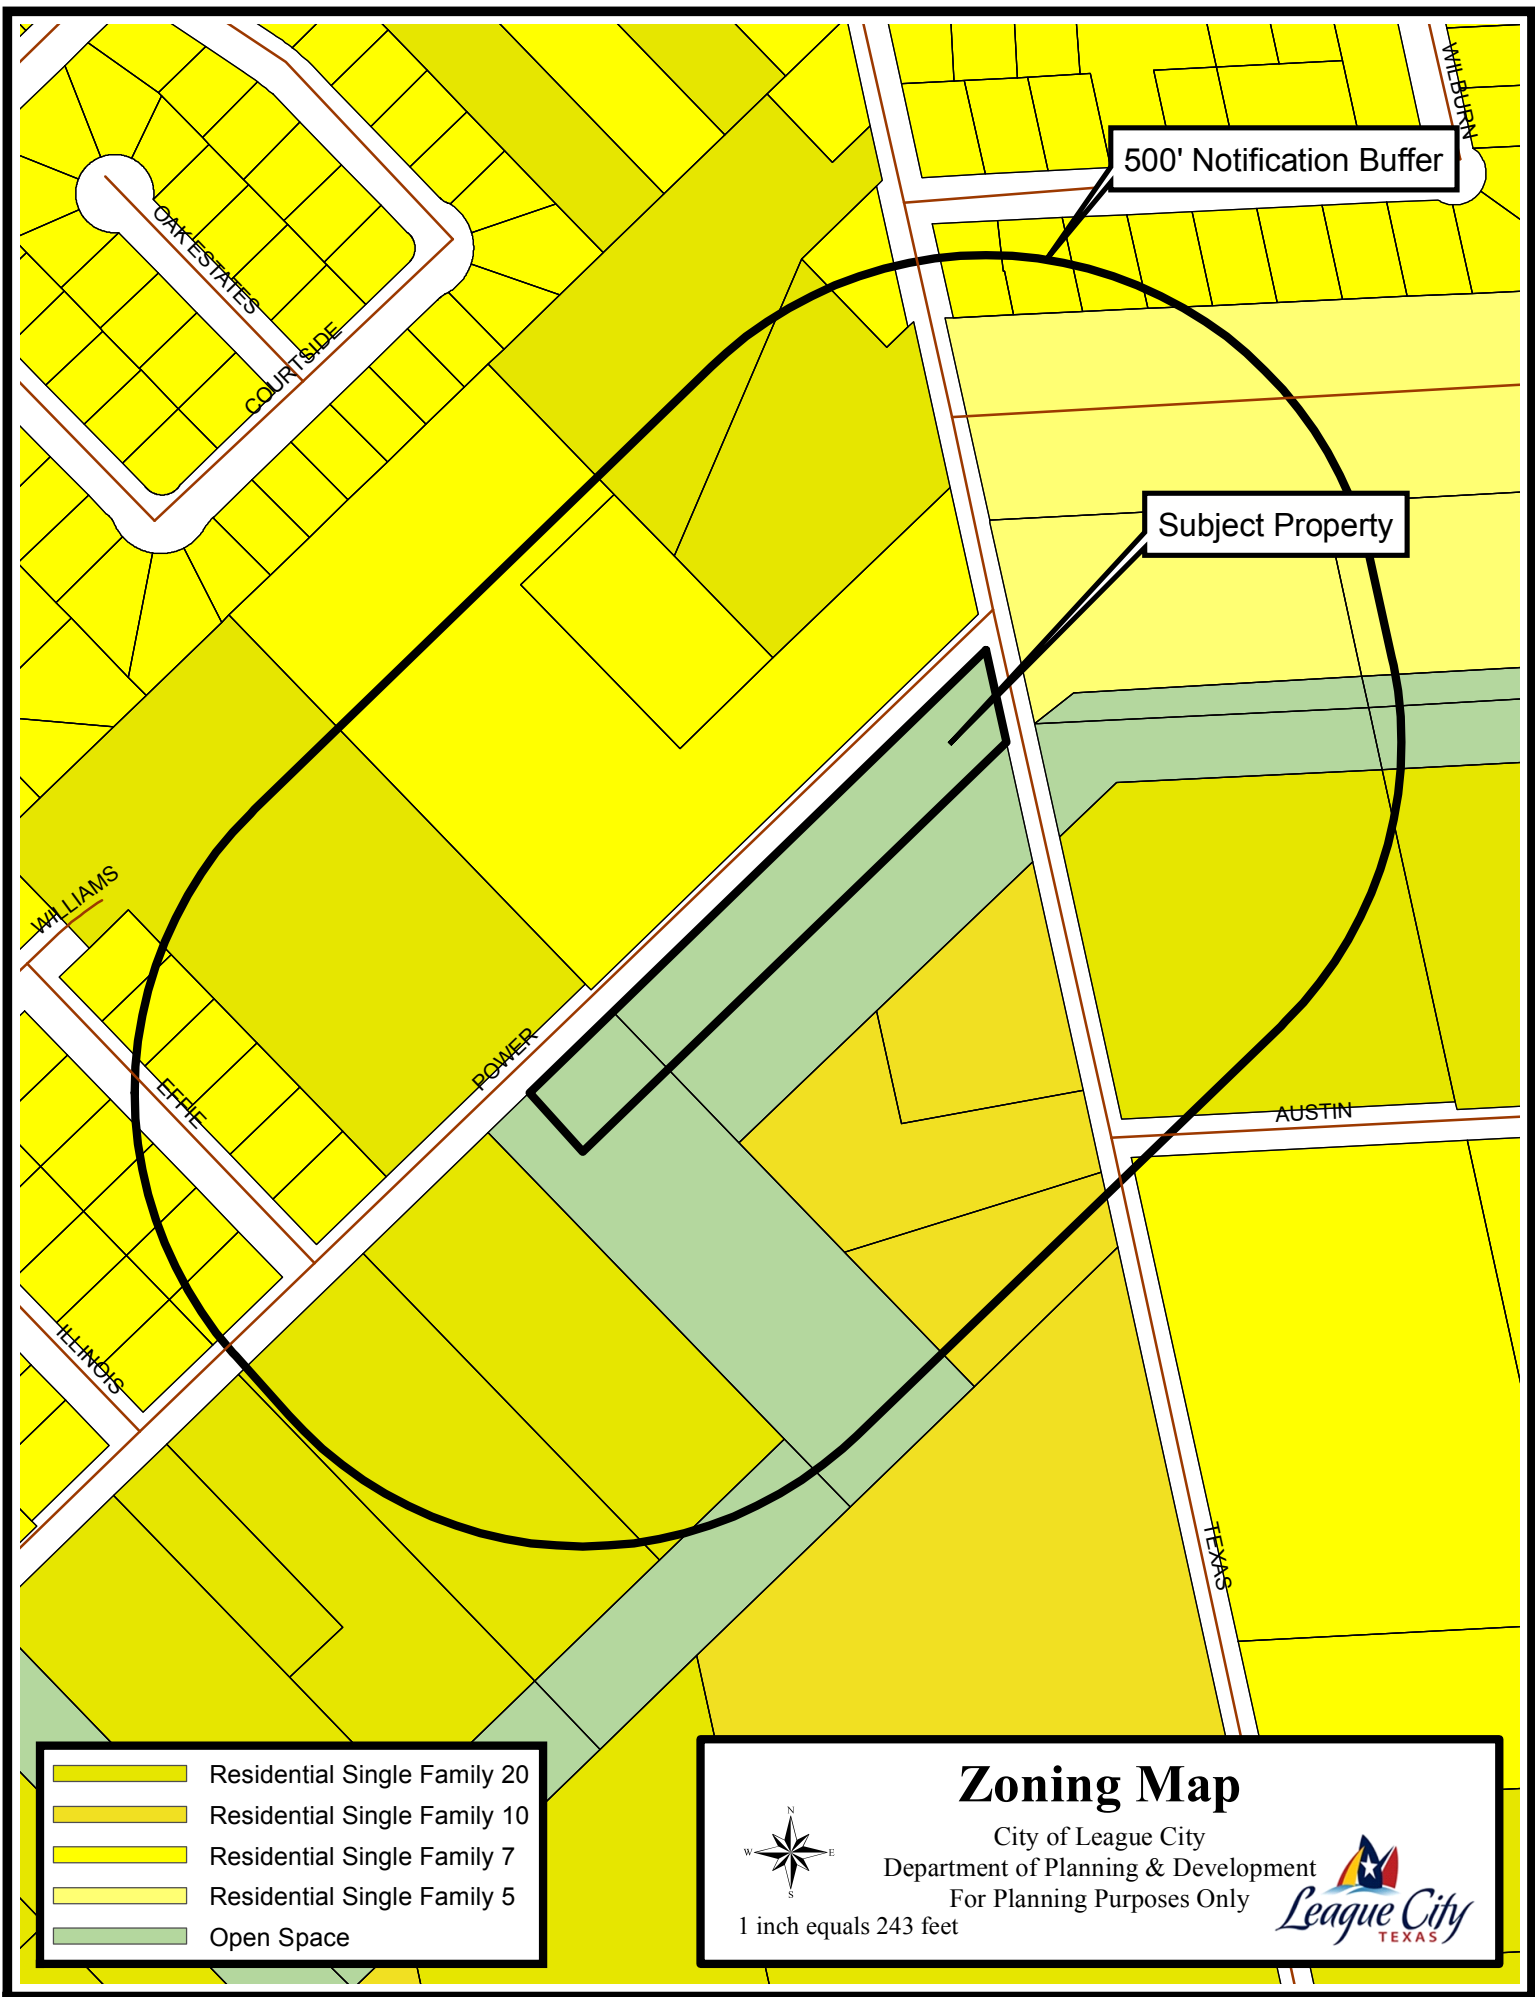 WILBURN
500' Notification Buffer
OAK ESTATES
COURTSIDE
Subject Property
WILLIAMS
EFFIE
POWER
AUSTIN
ILLINOIS
TEXAS
Residential Single Family 20
Residential Single Family 10
Residential Single Family 7
Residential Single Family 5
Open Space
Zoning Map
City of League City
Department of Planning & Development
For Planning Purposes Only
1 inch equals 243 feet
N
W E
S
League City
TEXAS